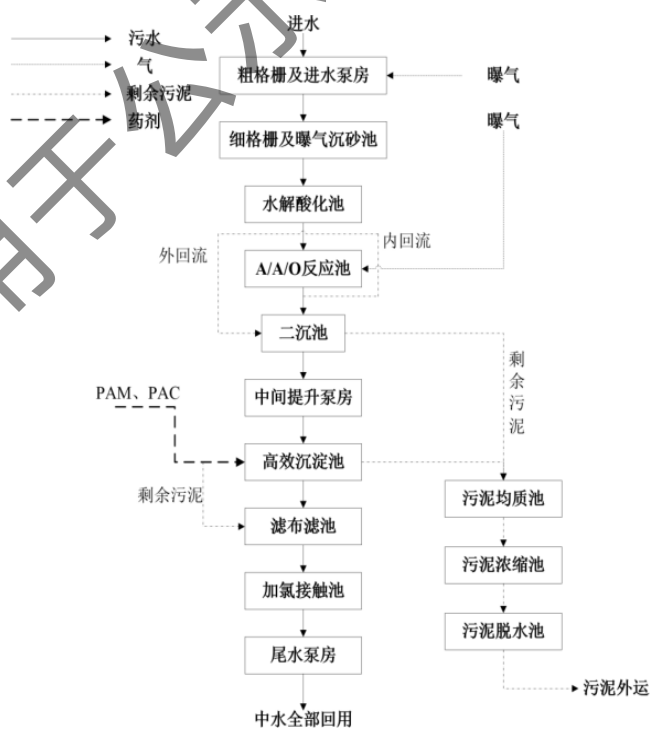 进水
污水
气
剩余污泥
药剂
粗格栅及进水泵房
曝气
曝气
细格栅及曝气沉砂池
水解酸化池
外回流
内回流
A/A/O反应池
二沉池
剩余污泥
中间提升泵房
PAM、PAC
高效沉淀池
剩余污泥
滤布滤池
加氯接触池
尾水泵房
中水全部回用
污泥均质池
污泥浓缩池
污泥脱水池
污泥外运
用于公示